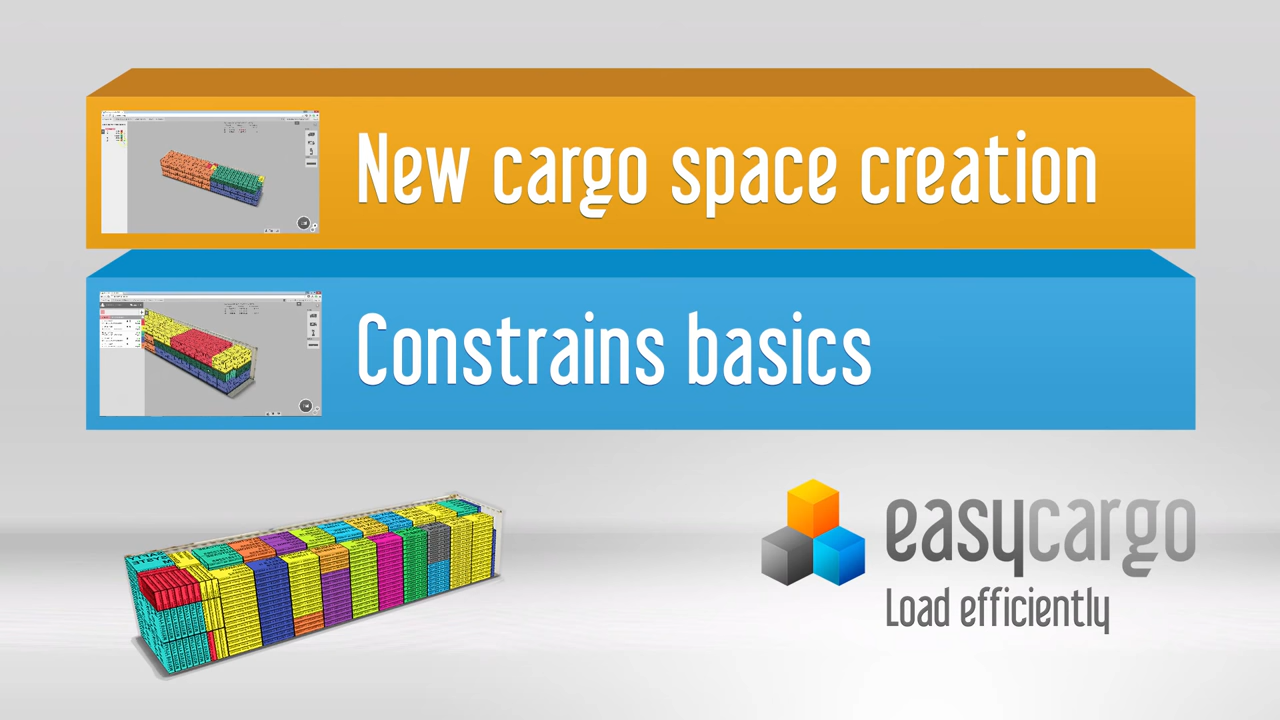 New cargo space creation
Constrains basics
easycargo
Load efficiently